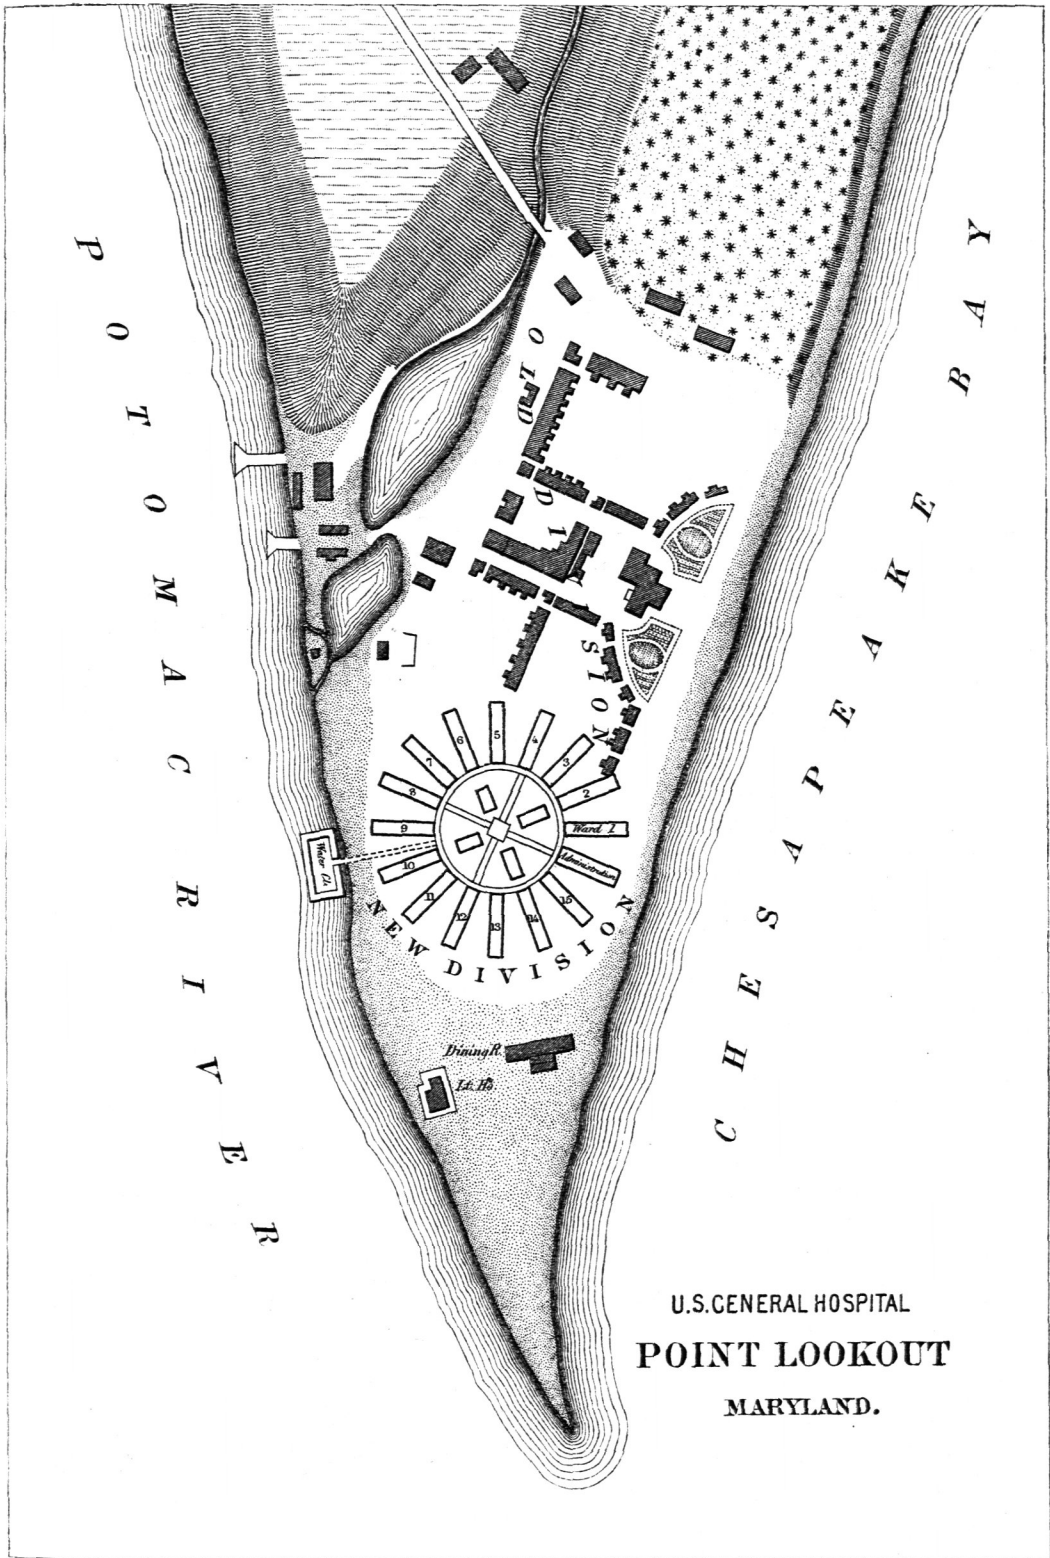 POTOMAC RIVER
CHESAPEAKE BAY
OLD DIVISION
5
4
6
3
7
2
8
Ward 1
9
Administration
10
Water Cl.
11
15
12
14
13
NEW DIVISION
Dining R.
Lt. Ho
U.S. GENERAL HOSPITAL
POINT LOOKOUT
MARYLAND.